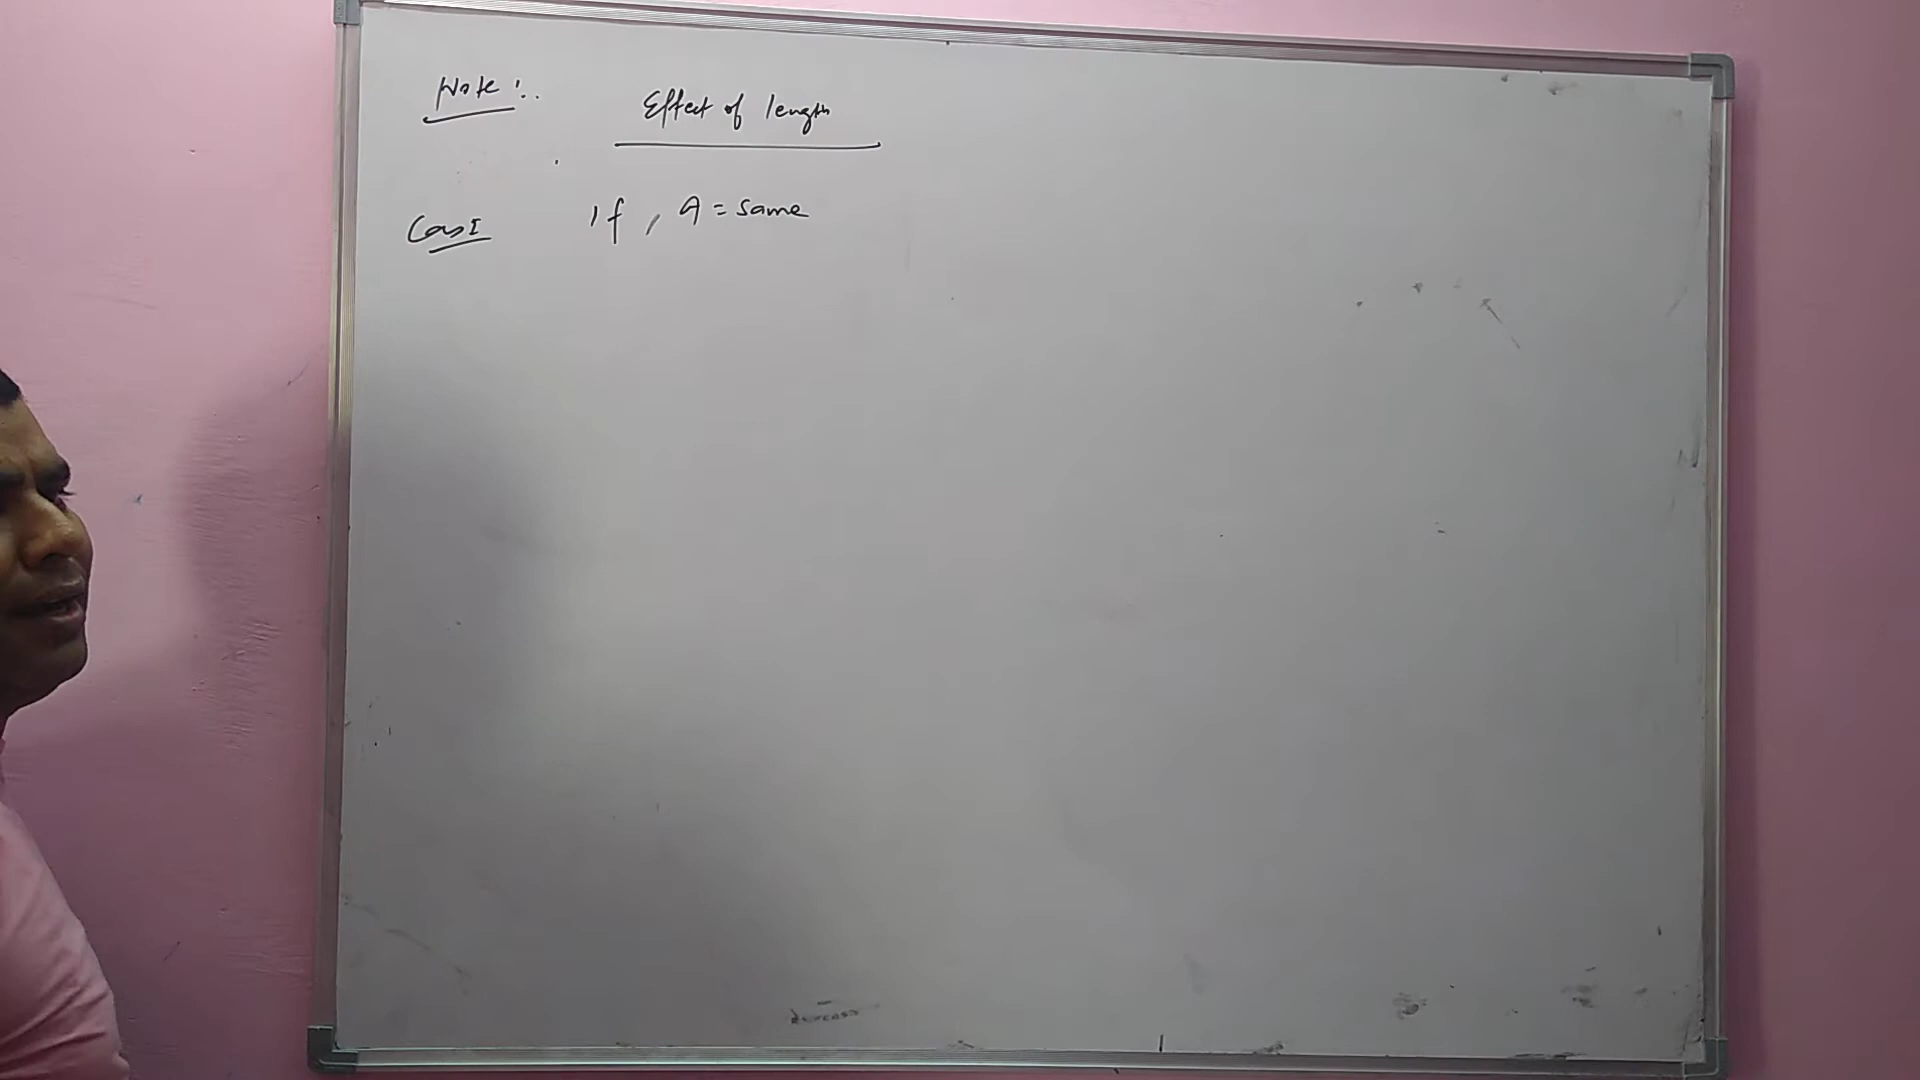 Note :.
Effect of length
Case I If, A = same